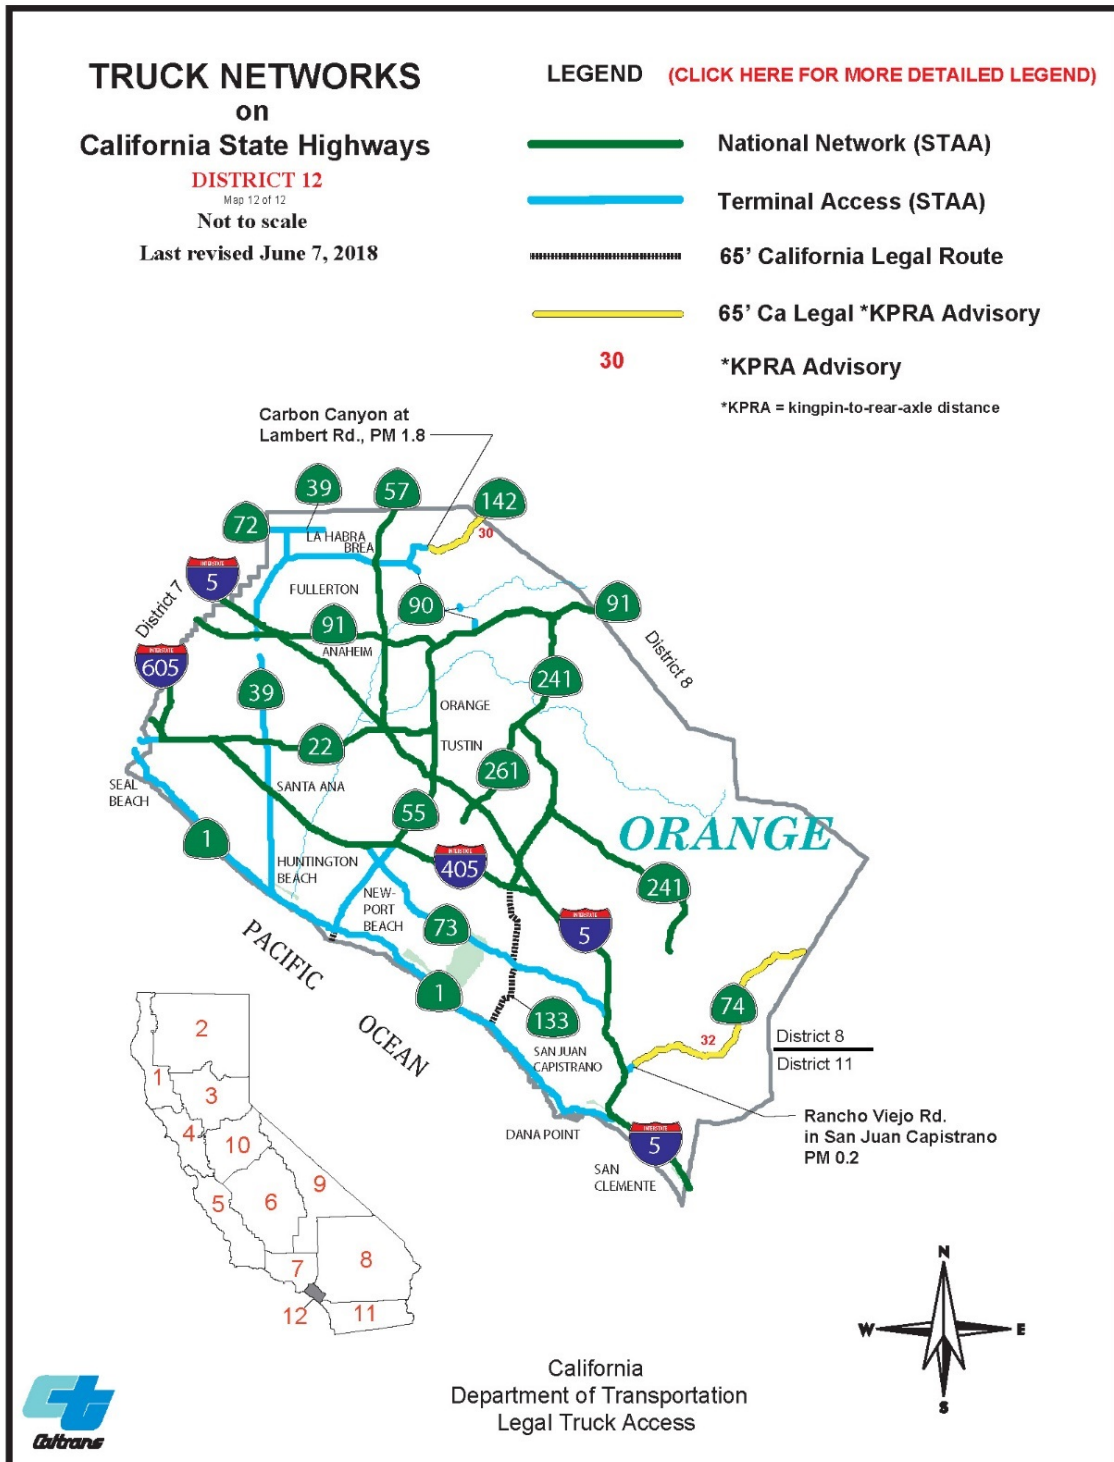 TRUCK NETWORKS
on
California State Highways
DISTRICT 12
Map 12 of 12
Not to scale
Last revised June 7, 2018
LEGEND (CLICK HERE FOR MORE DETAILED LEGEND)
National Network (STAA)
Terminal Access (STAA)
65' California Legal Route
65' Ca Legal *KPRA Advisory
30 *KPRA Advisory
*KPRA = kingpin-to-rear-axle distance
Carbon Canyon at
Lambert Rd., PM 1.8
39
57
142
72
30
LA HABRA
BREA
INTERSTATE
5
FULLERTON
90
91
91
District 7
ANAHEIM
District 8
INTERSTATE
605
39
241
ORANGE
22
TUSTIN
261
SEAL
BEACH
SANTA ANA
55
ORANGE
1
HUNTINGTON
BEACH
INTERSTATE
405
241
NEW-
PORT
BEACH
73
INTERSTATE
5
PACIFIC
OCEAN
1
133
74
32
District 8
District 11
SAN JUAN
CAPISTRANO
DANA POINT
Rancho Viejo Rd.
in San Juan Capistrano
PM 0.2
INTERSTATE
5
SAN
CLEMENTE
2
1
3
4
10
9
5
6
7
8
12
11
N
W
E
S
California
Department of Transportation
Legal Truck Access
ct
Caltrans